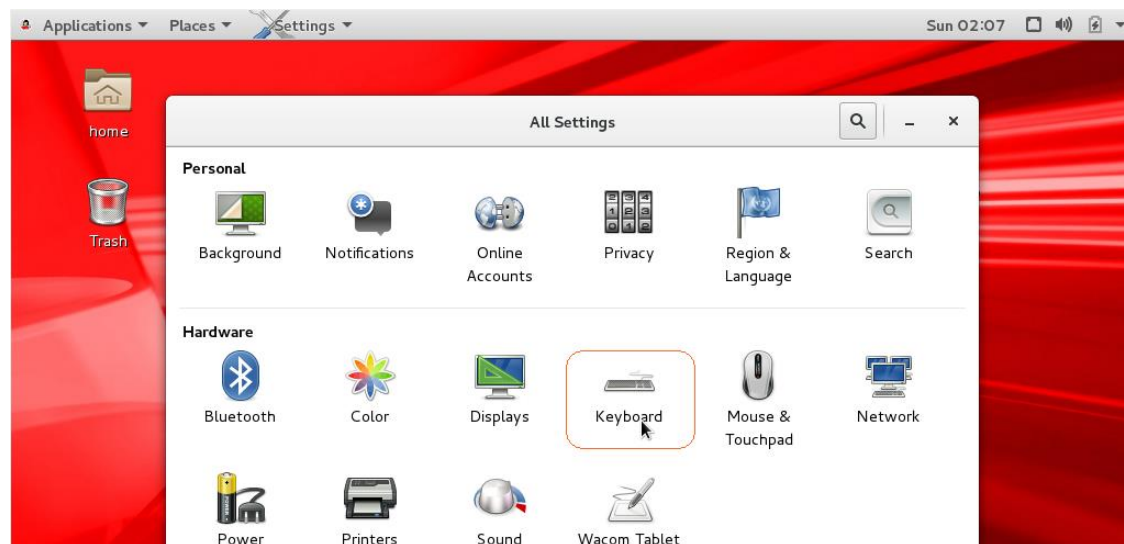 Applications Places Settings Sun 02:07
home
Trash
All Settings
Personal
Background Notifications Online Accounts Privacy Region & Language Search
Hardware
Bluetooth Color Displays Keyboard Mouse & Touchpad Network
Power Printers Sound Wacom Tablet